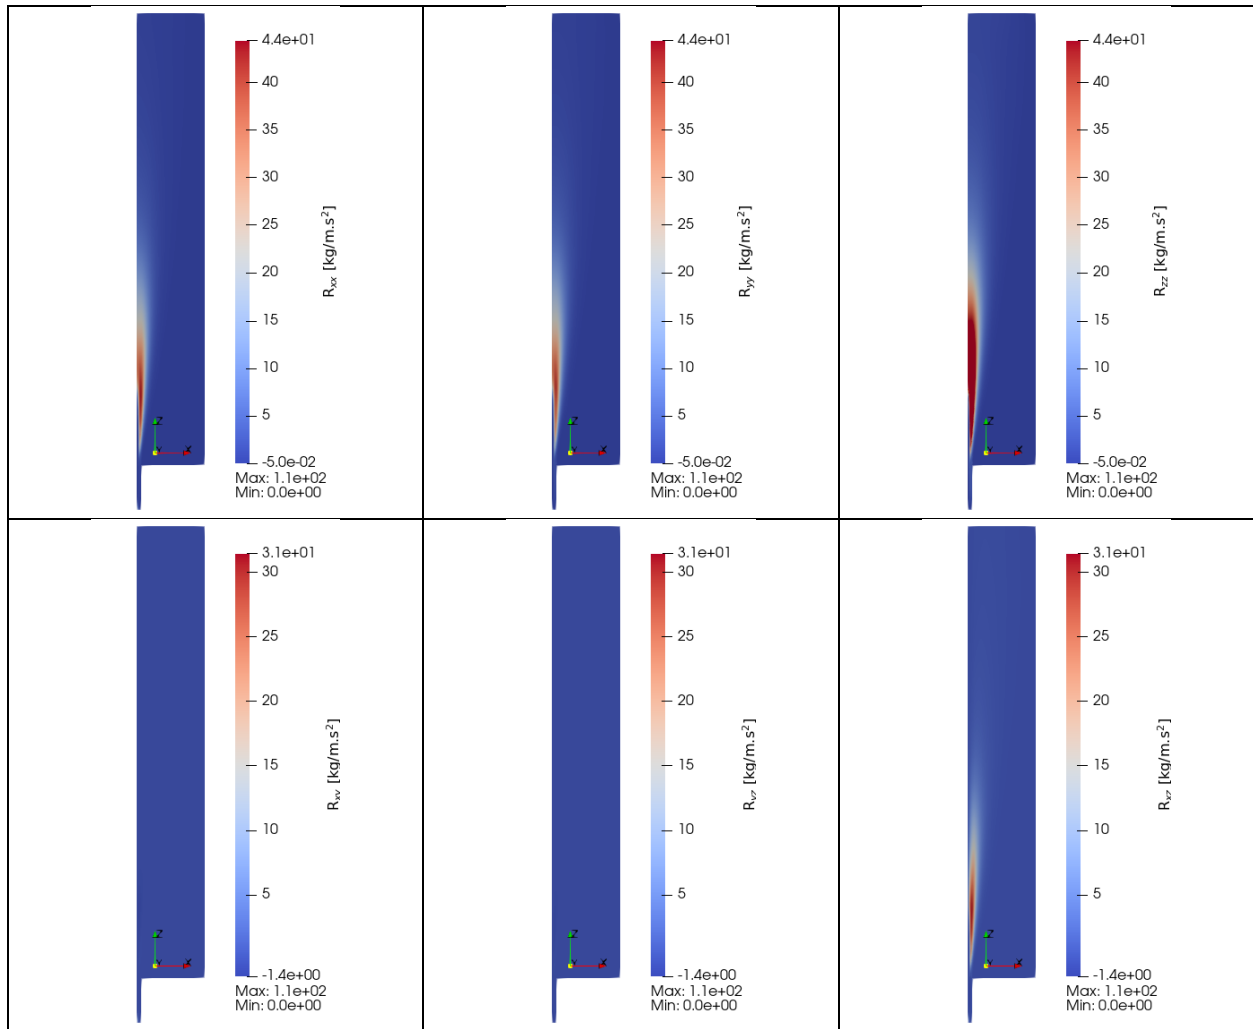 4.4e+01
40
35
30
25
20
15
10
5
-5.0e-02
Max: 1.1e+02
Min: 0.0e+00
Rxx [kg/m.s²]
Z
Y
X
4.4e+01
40
35
30
25
20
15
10
5
-5.0e-02
Max: 1.1e+02
Min: 0.0e+00
Ryy [kg/m.s²]
Z
Y
X
4.4e+01
40
35
30
25
20
15
10
5
-5.0e-02
Max: 1.1e+02
Min: 0.0e+00
Rzz [kg/m.s²]
Z
Y
X
3.1e+01
30
25
20
15
10
5
-1.4e+00
Max: 1.1e+02
Min: 0.0e+00
Rxy [kg/m.s²]
Z
Y
X
3.1e+01
30
25
20
15
10
5
-1.4e+00
Max: 1.1e+02
Min: 0.0e+00
Ryz [kg/m.s²]
Z
Y
X
3.1e+01
30
25
20
15
10
5
-1.4e+00
Max: 1.1e+02
Min: 0.0e+00
Rxz [kg/m.s²]
Z
Y
X